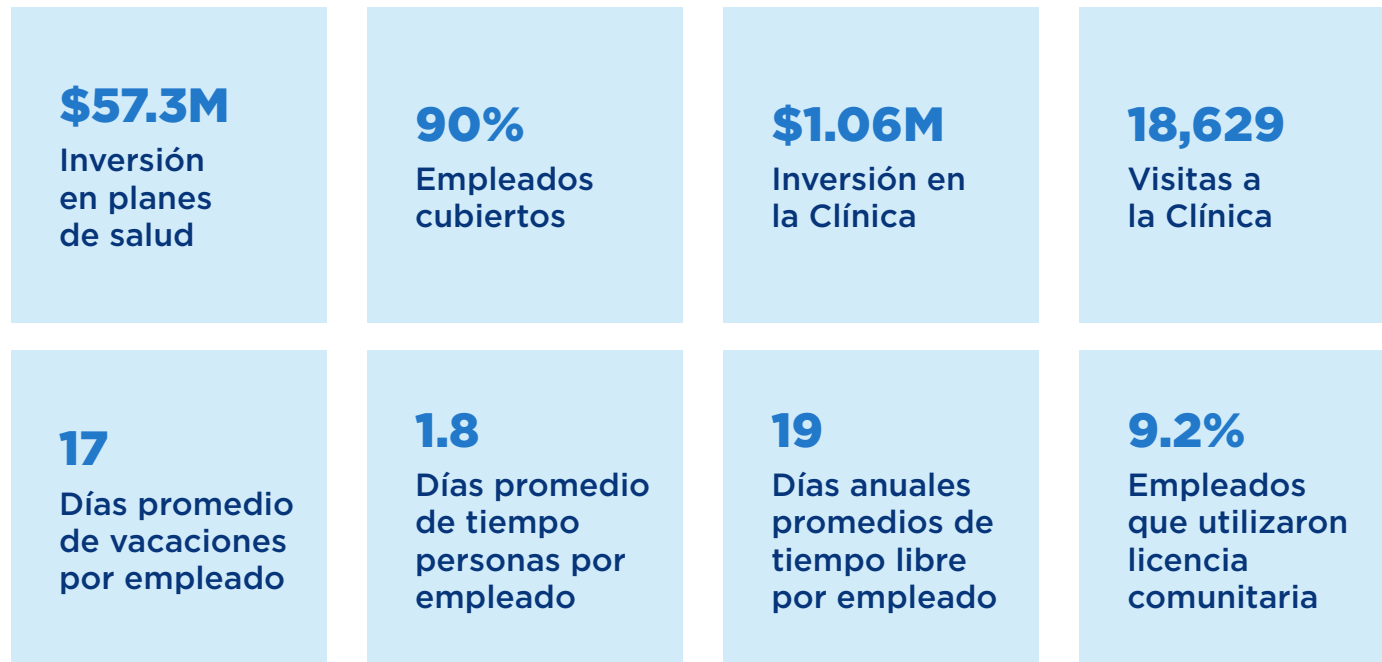 $57.3M
Inversión
en planes
de salud
90%
Empleados
cubiertos
$1.06M
Inversión en
la Clínica
18,629
Visitas a
la Clínica
17
Días promedio
de vacaciones
por empleado
1.8
Días promedio
de tiempo
personas por
empleado
19
Días anuales
promedios de
tiempo libre
por empleado
9.2%
Empleados
que utilizaron
licencia
comunitaria